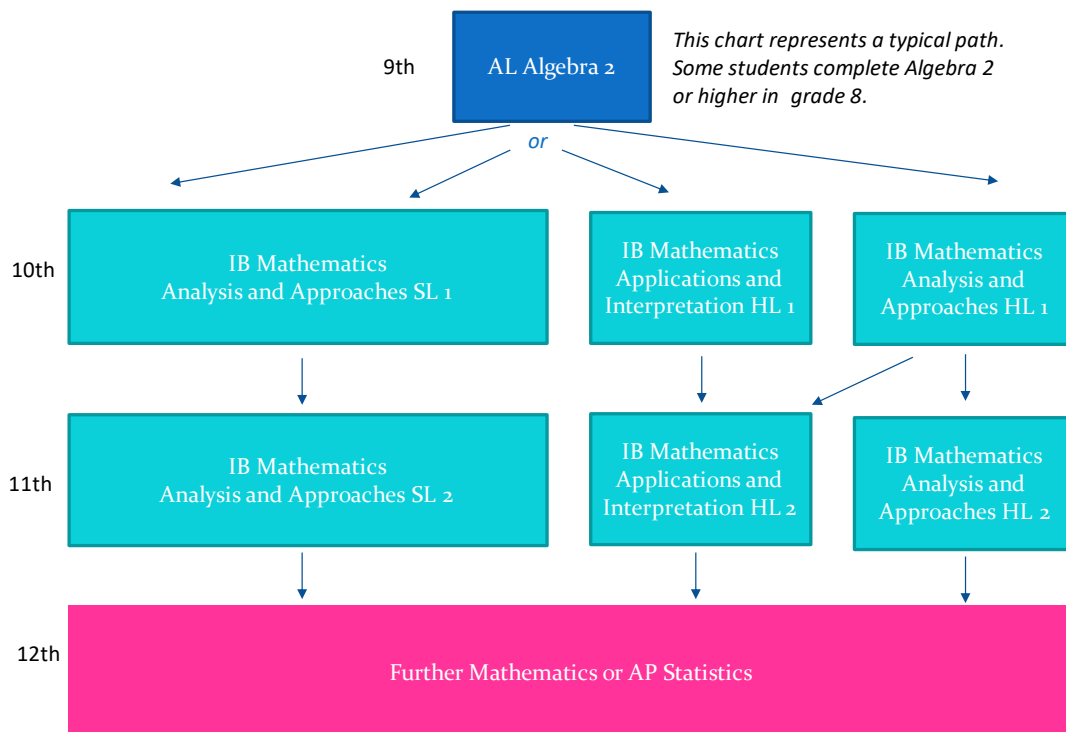 9th
AL Algebra 2
This chart represents a typical path.
Some students complete Algebra 2
or higher in grade 8.
or
10th
IB Mathematics
Analysis and Approaches SL 1
IB Mathematics
Applications and
Interpretation HL 1
IB Mathematics
Analysis and
Approaches HL 1
11th
IB Mathematics
Analysis and Approaches SL 2
IB Mathematics
Applications and
Interpretation HL 2
IB Mathematics
Analysis and
Approaches HL 2
12th
Further Mathematics or AP Statistics